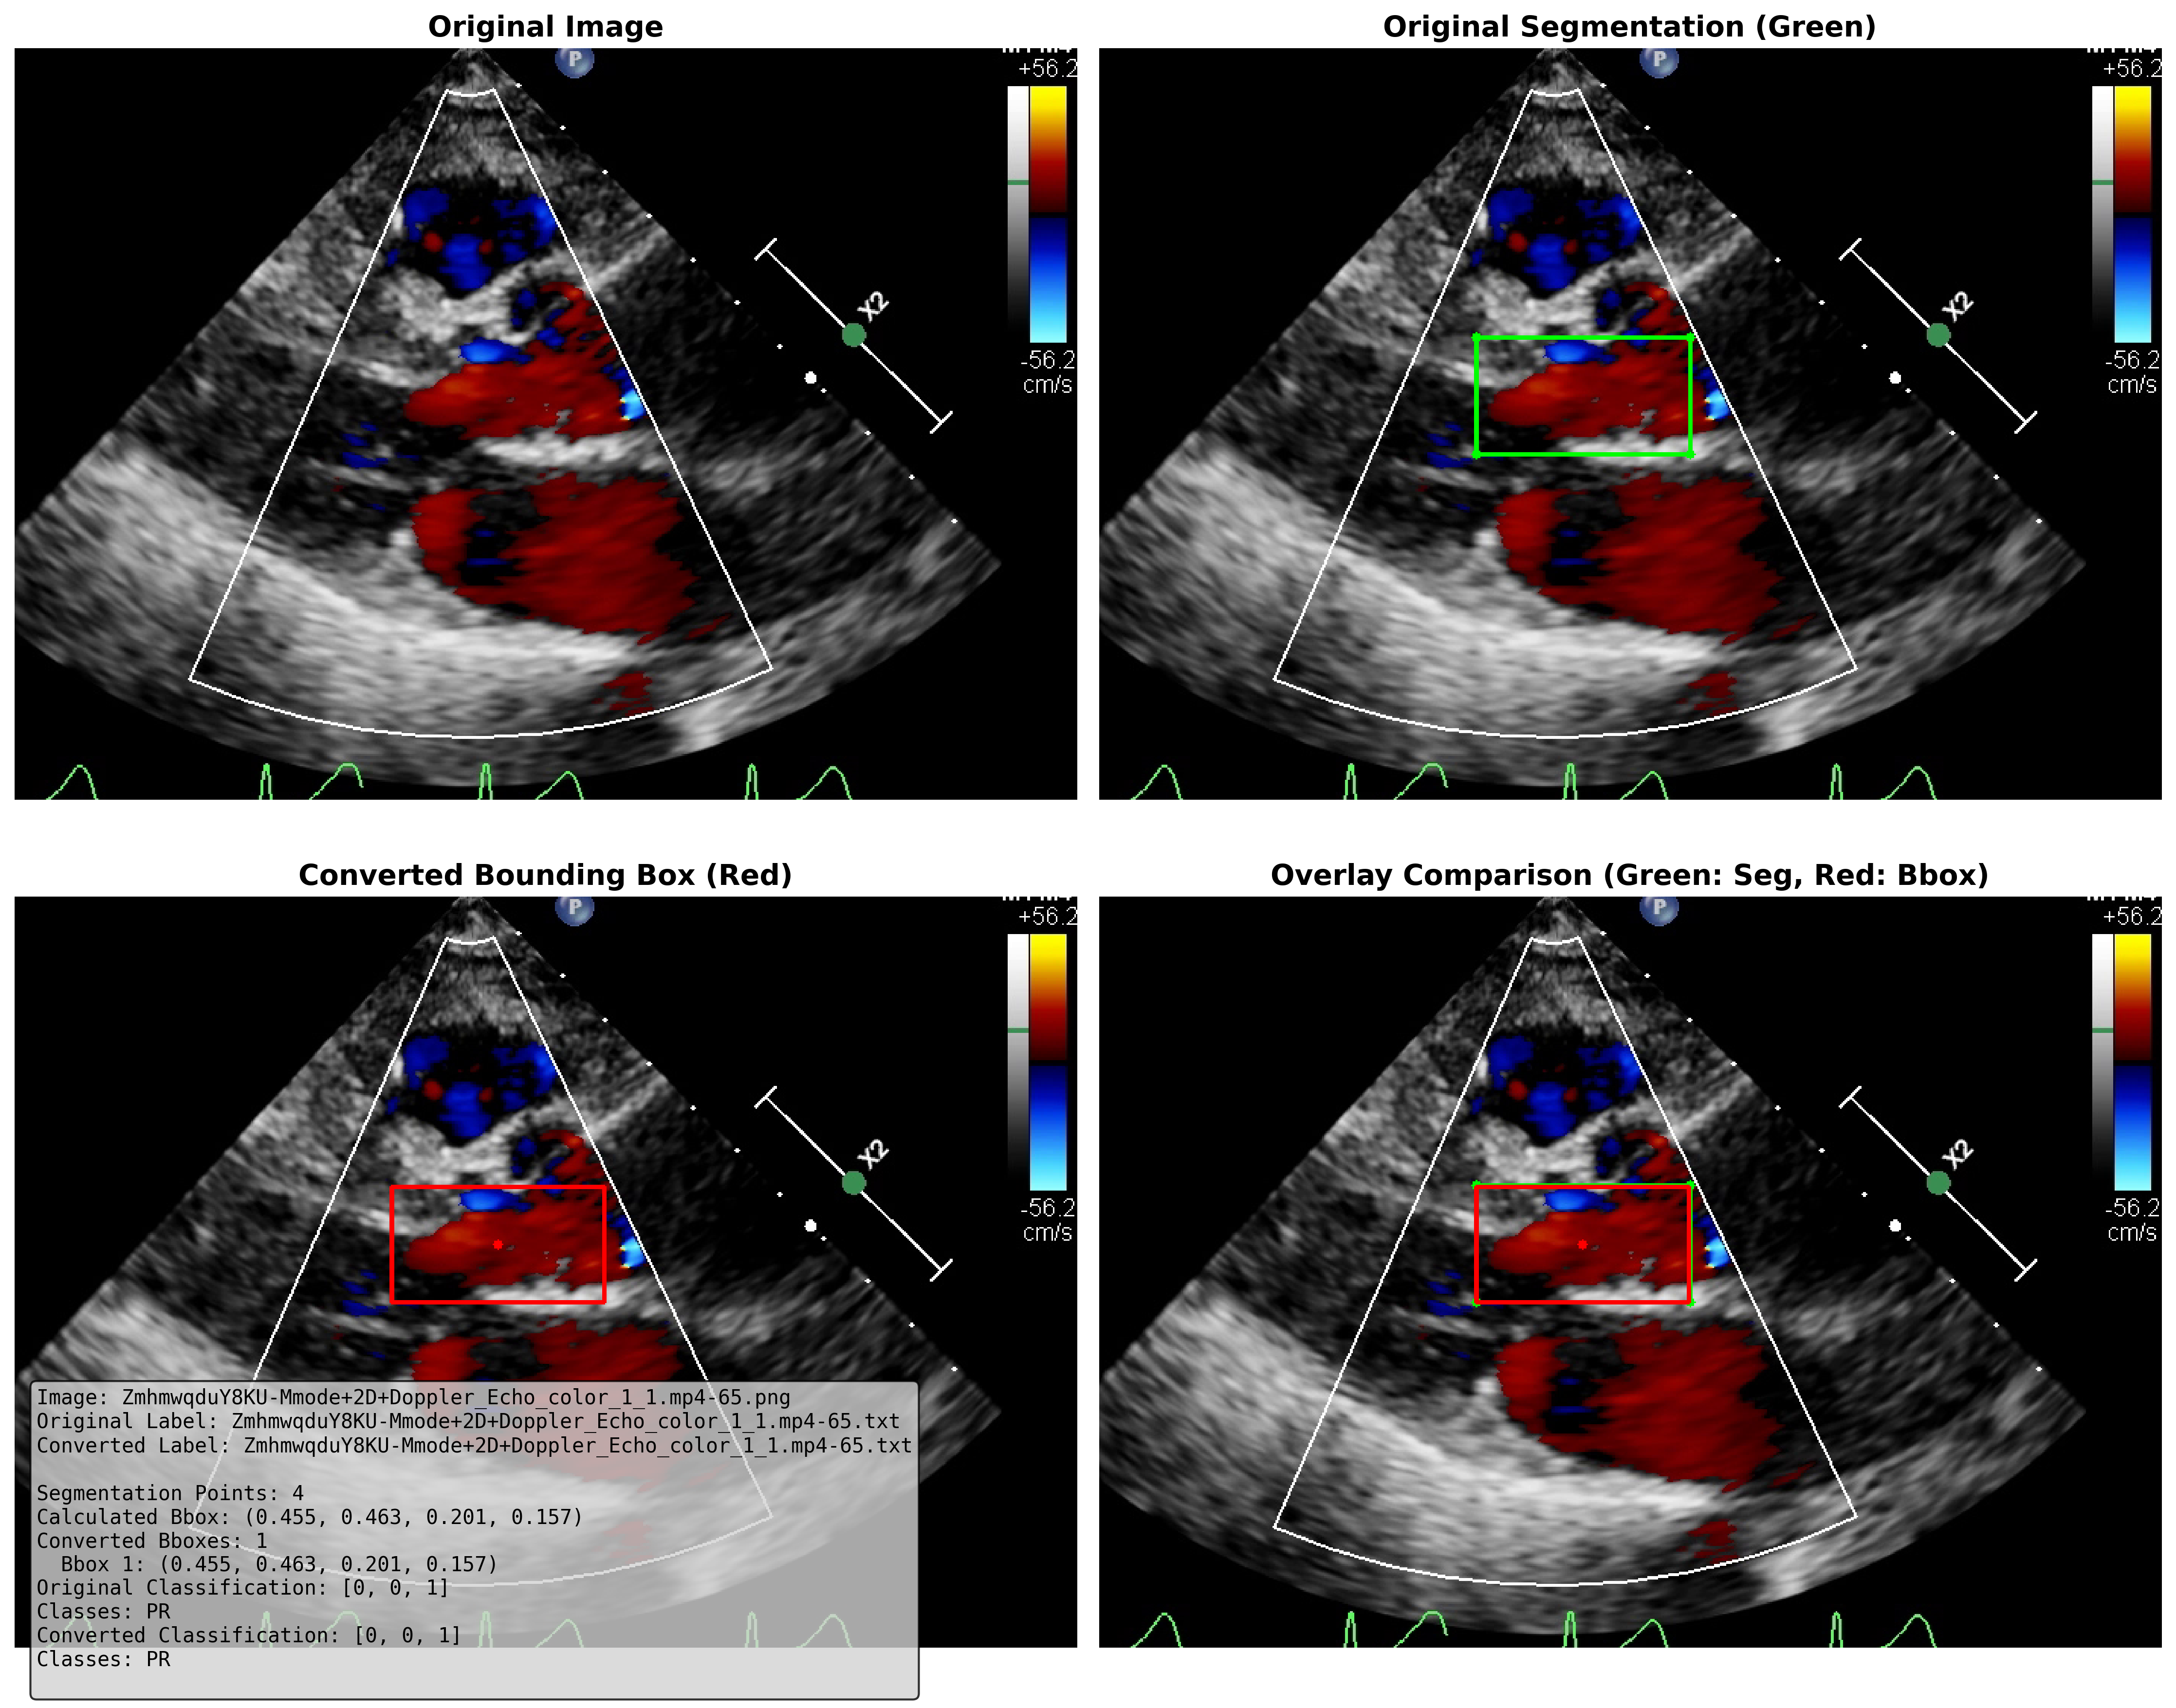 Original Image
Original Segmentation (Green)
P
+56.2
X2
-56.2
cm/s
P
+56.2
X2
-56.2
cm/s
Converted Bounding Box (Red)
Overlay Comparison (Green: Seg, Red: Bbox)
P
+56.2
X2
-56.2
cm/s
P
+56.2
X2
-56.2
cm/s
Image: ZmhmwqduY8KU-Mmode+2D+Doppler_Echo_color_1_1.mp4-65.png
Original Label: ZmhmwqduY8KU-Mmode+2D+Doppler_Echo_color_1_1.mp4-65.txt
Converted Label: ZmhmwqduY8KU-Mmode+2D+Doppler_Echo_color_1_1.mp4-65.txt
Segmentation Points: 4
Calculated Bbox: (0.455, 0.463, 0.201, 0.157)
Converted Bboxes: 1
Bbox 1: (0.455, 0.463, 0.201, 0.157)
Original Classification: [0, 0, 1]
Classes: PR
Converted Classification: [0, 0, 1]
Classes: PR